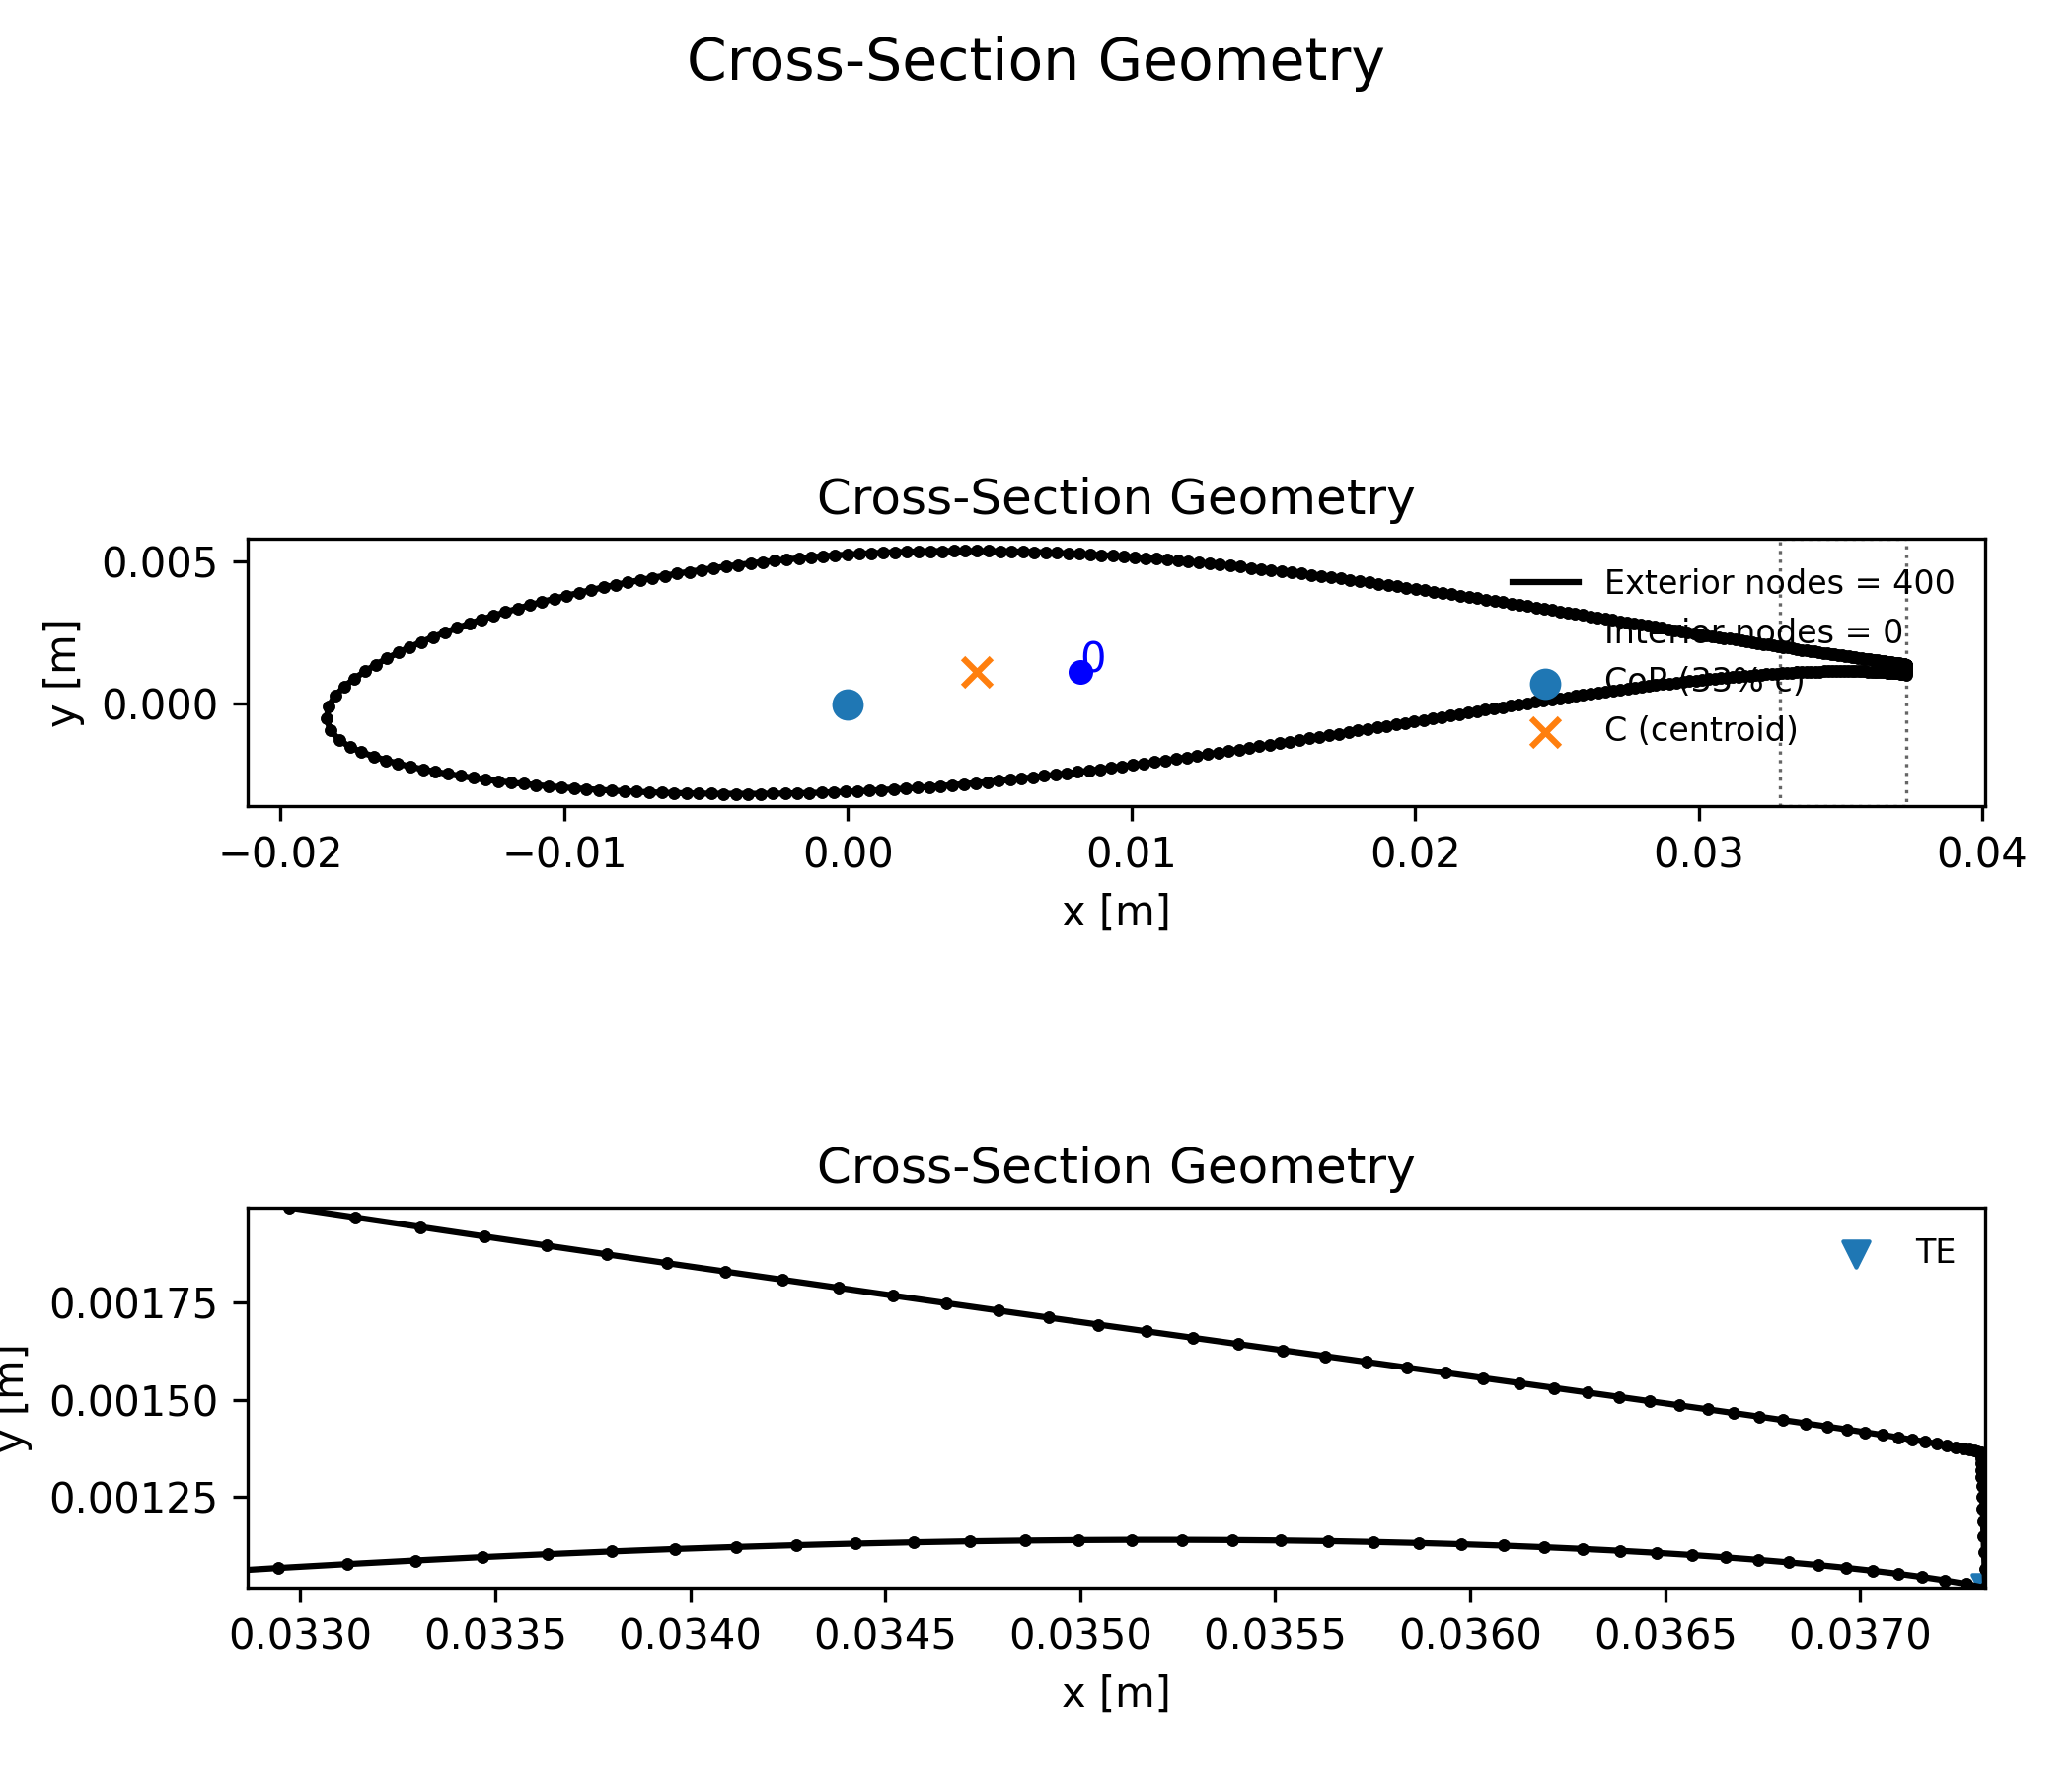 Cross-Section Geometry
Cross-Section Geometry
0.005
0.000
y [m]
Exterior nodes = 400
Interior nodes = 0
CoP (33% c)
C (centroid)
0
−0.02 −0.01 0.00 0.01 0.02 0.03 0.04
x [m]
Cross-Section Geometry
TE
0.00175
0.00150
0.00125
y [m]
0.0330 0.0335 0.0340 0.0345 0.0350 0.0355 0.0360 0.0365 0.0370
x [m]